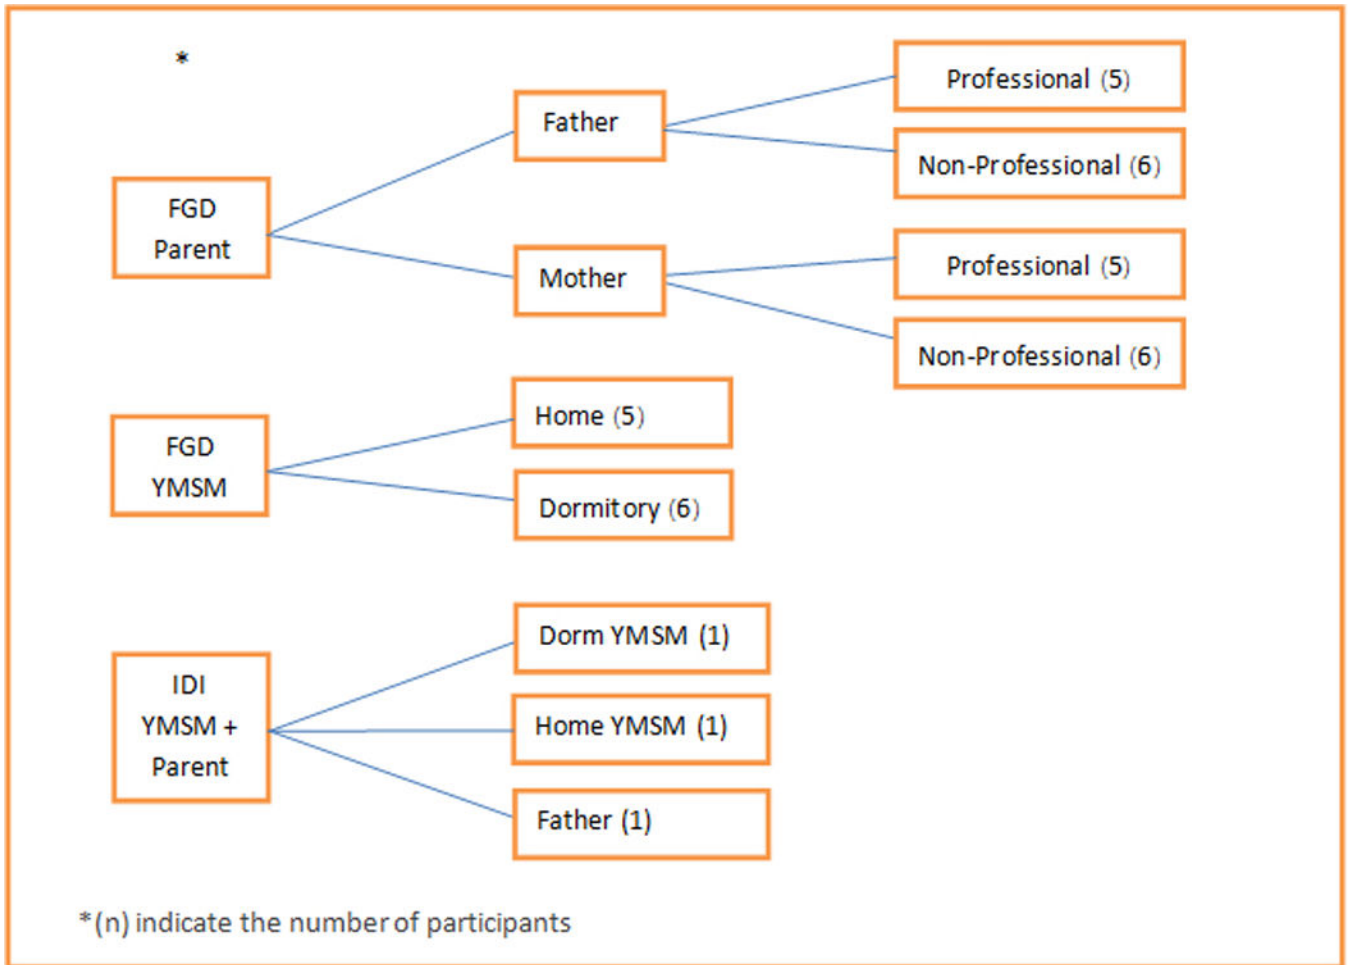 *
FGD
Parent
Father
Professional (5)
Non-Professional (6)
Mother
Professional (5)
Non-Professional (6)
FGD
YMSM
Home (5)
Dormitory (6)
IDI
YMSM +
Parent
Dorm YMSM (1)
Home YMSM (1)
Father (1)
*(n) indicate the number of participants